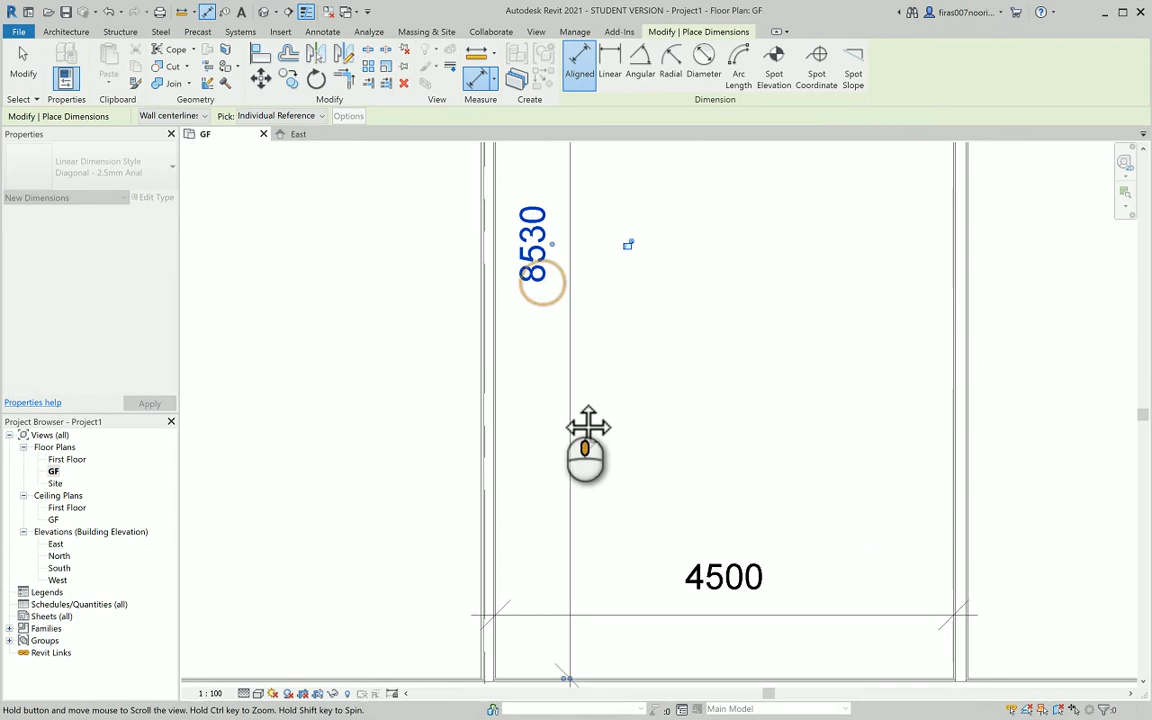 Autodesk Revit 2021 - STUDENT VERSION - Project1 - Floor Plan: GF
firas007noori...
File Architecture Structure Steel Precast Systems Insert Annotate Analyze Massing & Site Collaborate View Manage Add-Ins Modify | Place Dimensions
Modify Paste Cope Cut Join Aligned Linear Angular Radial Diameter Arc Length Spot Elevation Spot Coordinate Spot Slope
Select Properties Clipboard Geometry Modify View Measure Create Dimension
Modify | Place Dimensions Wall centerline: Pick: Individual Reference Options
Properties
GF
East
Linear Dimension Style
Diagonal - 2.5mm Arial
New Dimensions Edit Type
8530
4500
Properties help Apply
Project Browser - Project1
Views (all)
Floor Plans
First Floor
GF
Site
Ceiling Plans
First Floor
GF
Elevations (Building Elevation)
East
North
South
West
Legends
Schedules/Quantities (all)
Sheets (all)
Families
Groups
Revit Links
1 : 100
Hold button and move mouse to Scroll the view. Hold Ctrl key to Zoom. Hold Shift key to Spin.
:0 Main Model :0